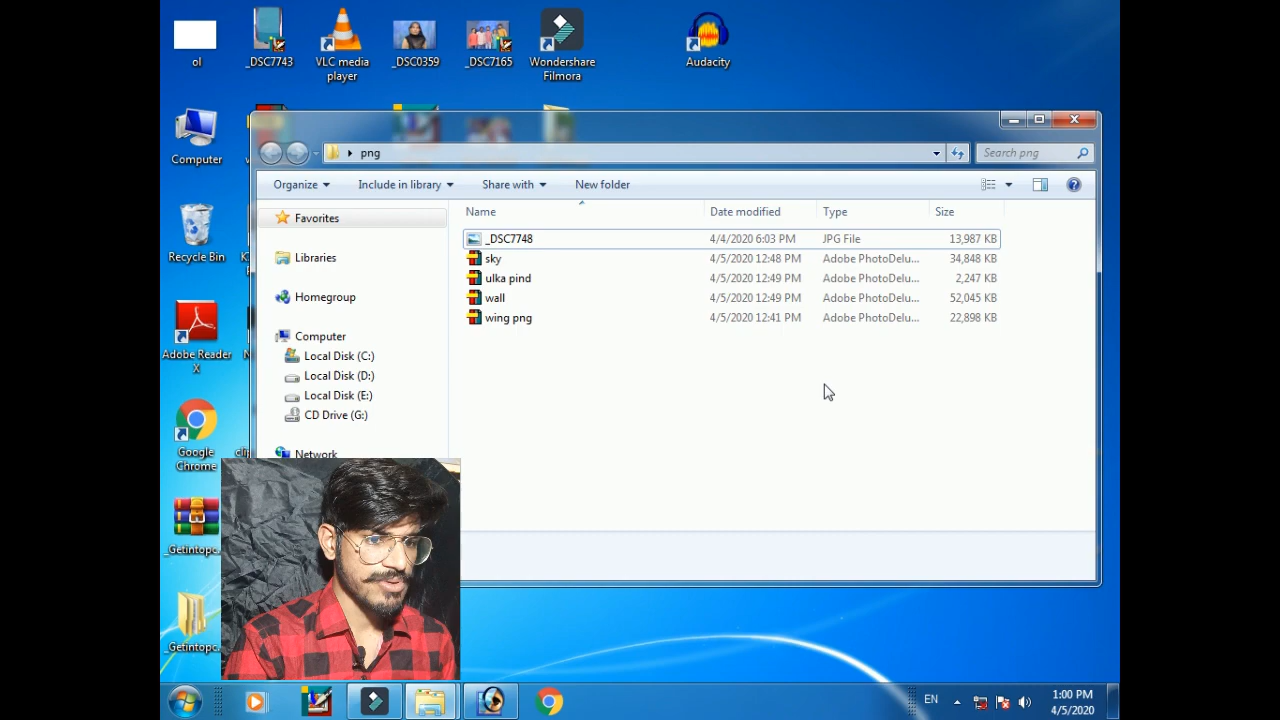 ol
_DSC7743
VLC media
player
_DSC0359
_DSC7165
Wondershare
Filmora
Audacity
Computer
Recycle Bin
Adobe Reader
X
Google
Chrome
_Getintopc.
_Getintopc.
png
Search png
Organize
Include in library
Share with
New folder
Name Date modified Type Size
_DSC7748 4/4/2020 6:03 PM JPG File 13,987 KB
sky 4/5/2020 12:48 PM Adobe PhotoDelu... 34,848 KB
ulka pind 4/5/2020 12:49 PM Adobe PhotoDelu... 2,247 KB
wall 4/5/2020 12:49 PM Adobe PhotoDelu... 52,045 KB
wing png 4/5/2020 12:41 PM Adobe PhotoDelu... 22,898 KB
Favorites
Libraries
Homegroup
Computer
Local Disk (C:)
Local Disk (D:)
Local Disk (E:)
CD Drive (G:)
Network
EN
1:00 PM
4/5/2020